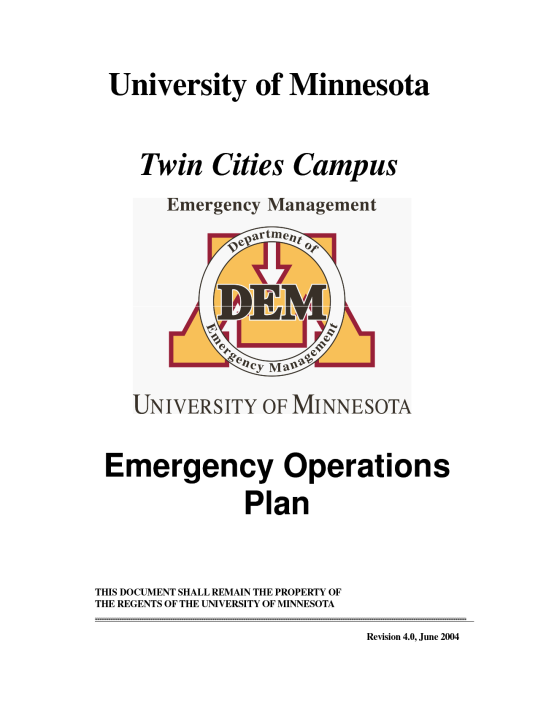 University of Minnesota
Twin Cities Campus
Emergency Management
Department of
DEM
Emergency Management
UNIVERSITY OF MINNESOTA
Emergency Operations
Plan
THIS DOCUMENT SHALL REMAIN THE PROPERTY OF
THE REGENTS OF THE UNIVERSITY OF MINNESOTA
Revision 4.0, June 2004